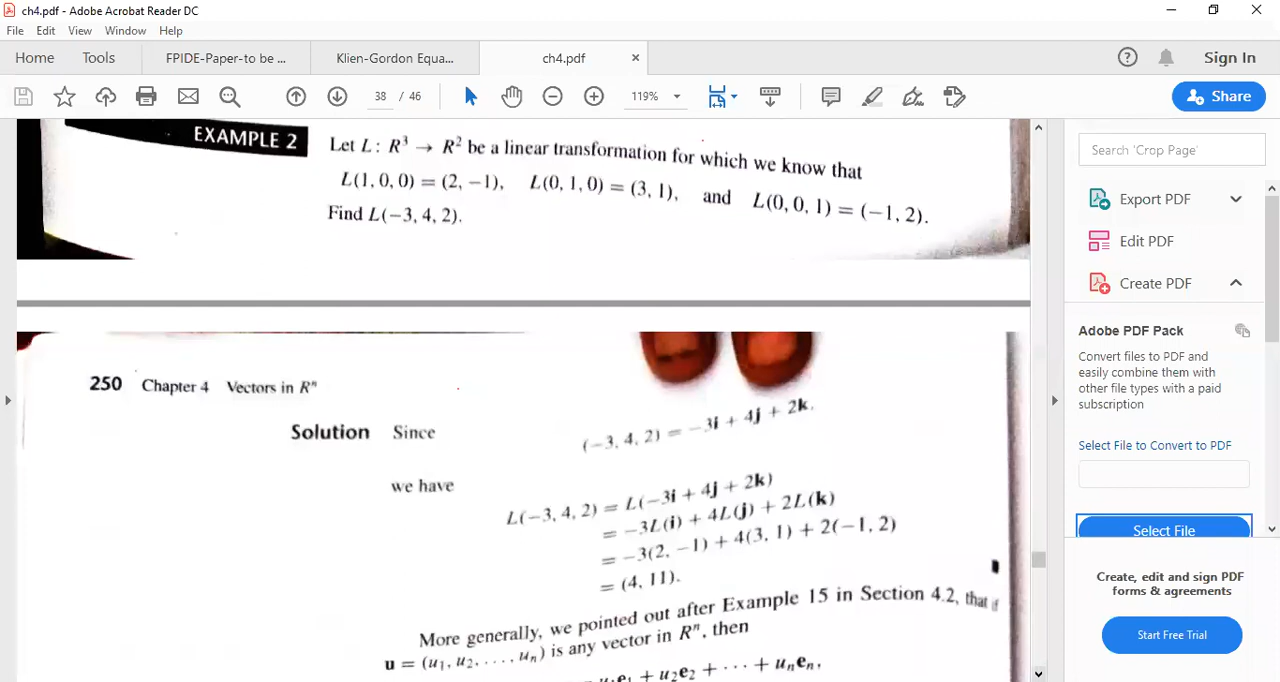 ch4.pdf - Adobe Acrobat Reader DC
File Edit View Window Help
Home Tools FPIDE-Paper-to be ... Klien-Gordon Equa... ch4.pdf Sign In
38 / 46 119% Share
EXAMPLE 2 Let L: R³ → R² be a linear transformation for which we know that
L(1, 0, 0) = (2, −1), L(0, 1, 0) = (3, 1), and L(0, 0, 1) = (−1, 2).
Find L(−3, 4, 2).
250 Chapter 4 Vectors in Rⁿ
Solution Since
(−3, 4, 2) = −3i + 4j + 2k.
we have
L(−3, 4, 2) = L(−3i + 4j + 2k)
= −3L(i) + 4L(j) + 2L(k)
= −3(2, −1) + 4(3, 1) + 2(−1, 2)
= (4, 11).
More generally, we pointed out after Example 15 in Section 4.2, that if
u = (u₁, u₂, . . . , uₙ) is any vector in Rⁿ, then
u₁e₁ + u₂e₂ + · · · + uₙeₙ,
Search 'Crop Page'
Export PDF
Edit PDF
Create PDF
Adobe PDF Pack
Convert files to PDF and
easily combine them with
other file types with a paid
subscription
Select File to Convert to PDF
Select File
Create, edit and sign PDF
forms & agreements
Start Free Trial